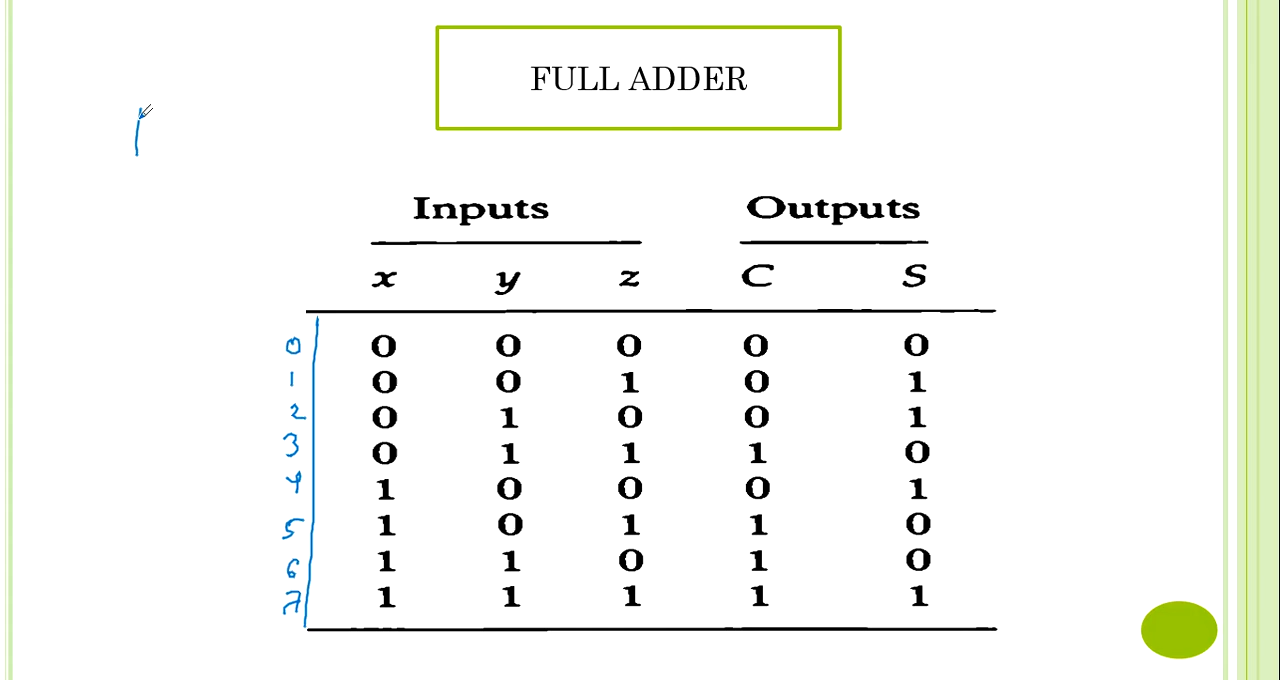 FULL ADDER
Inputs Outputs
x y z C S
0 0 0 0 0 0
1 0 0 1 0 1
2 0 1 0 0 1
3 0 1 1 1 0
4 1 0 0 0 1
5 1 0 1 1 0
6 1 1 0 1 0
7 1 1 1 1 1